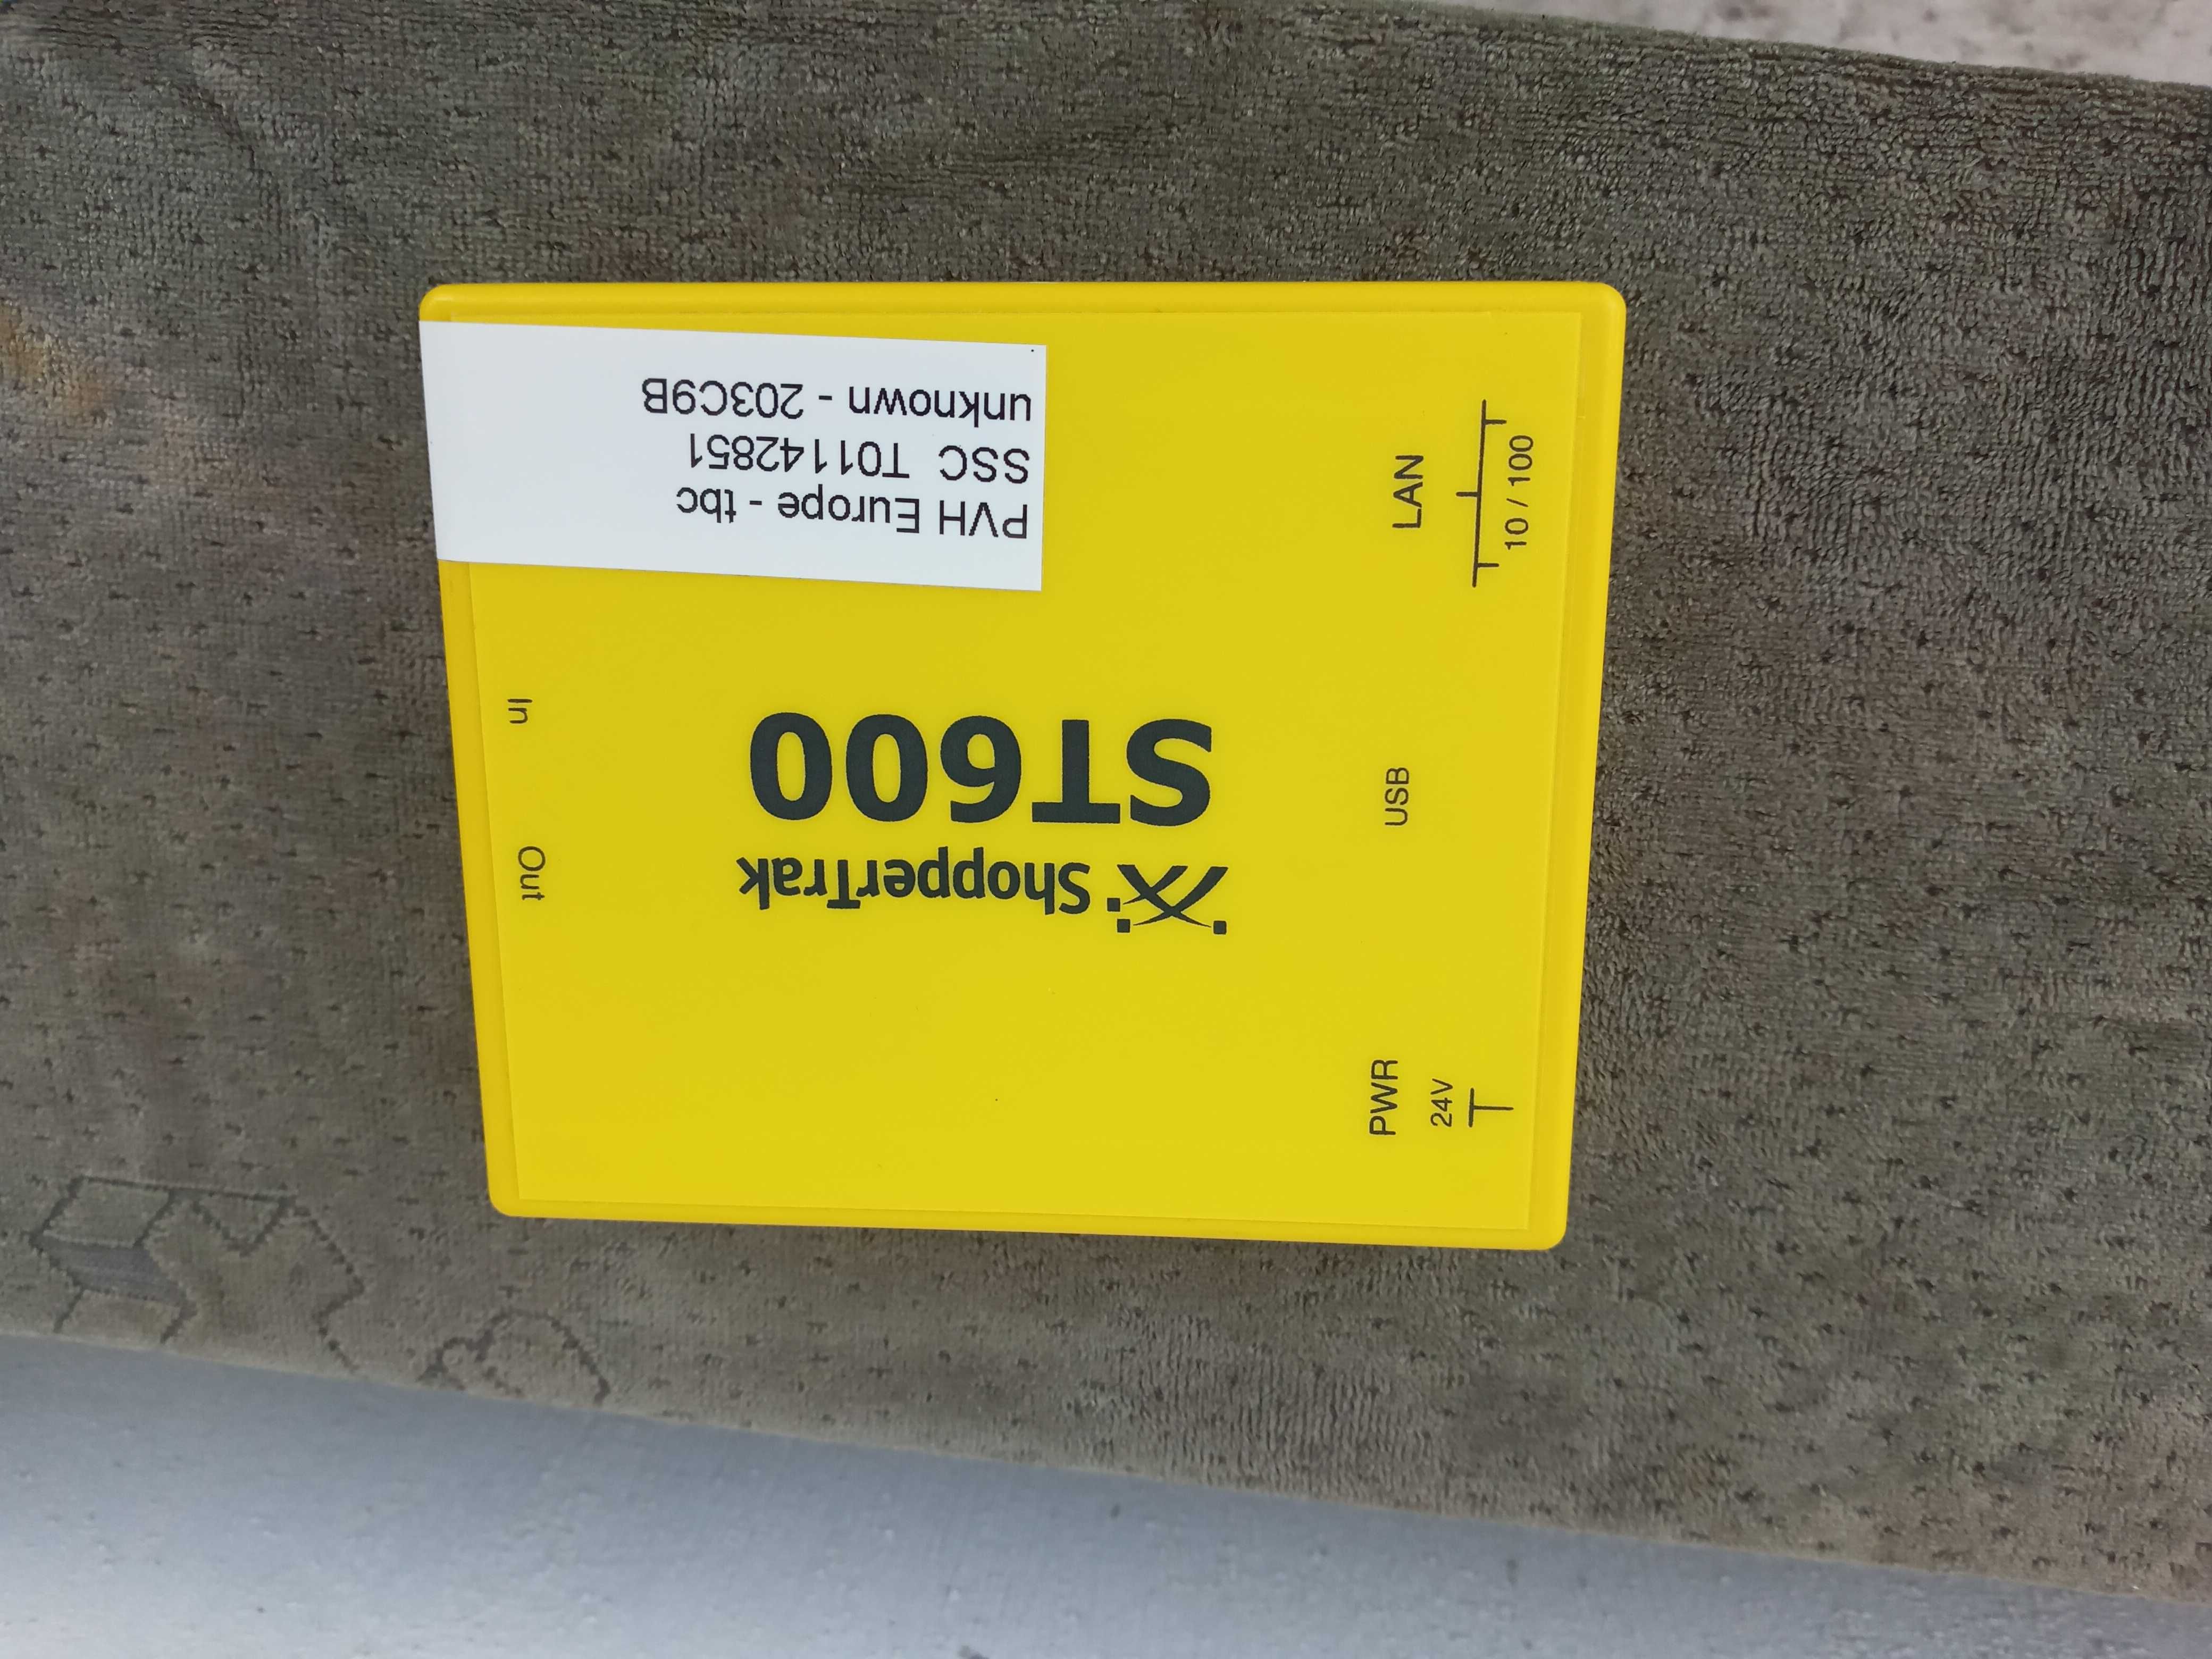 ShopperTrak
ST600
PVH Europe - tbc
SSC T01142851
unknown - 203C9B
PWR
24V
USB
LAN
10 / 100
Out
In